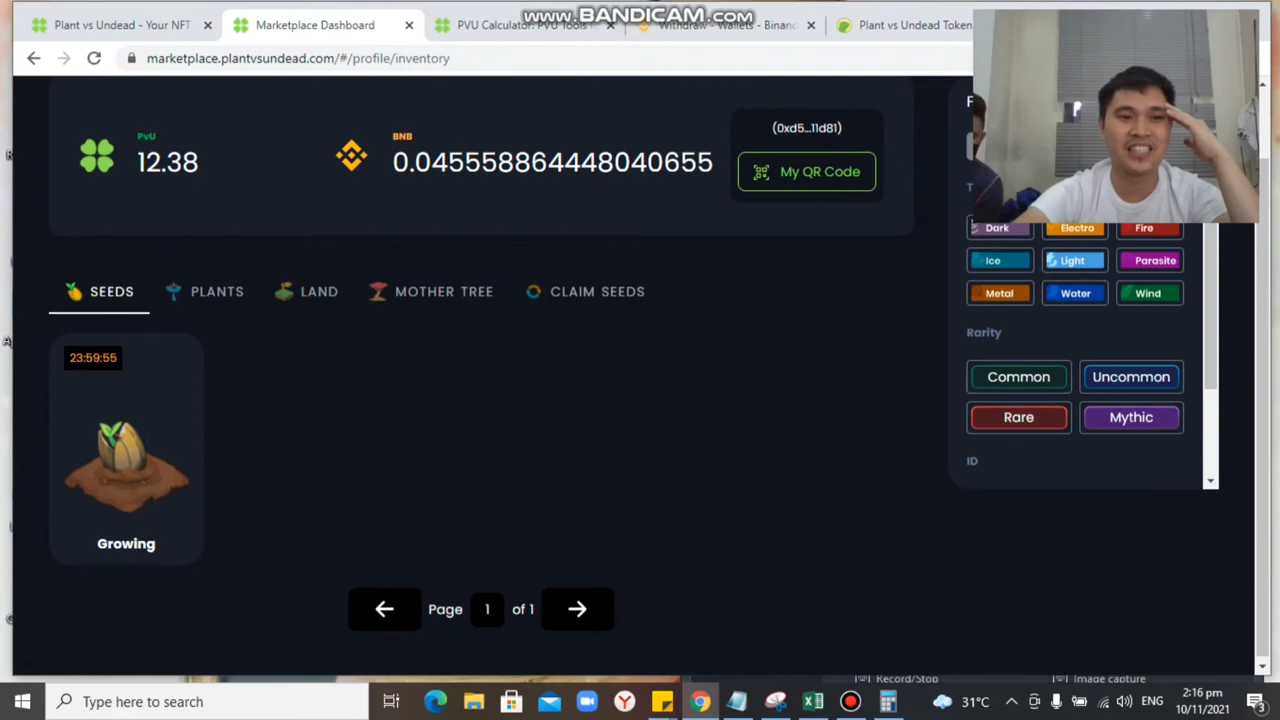 www.BANDICAM.com
Plant vs Undead - Your NFT
Marketplace Dashboard
PVU Calculator: PVU Tools
Withdraw - Wallets - Binanc
Plant vs Undead Token
marketplace.plantvsundead.com/#/profile/inventory
PvU
12.38
BNB
0.045558864448040655
(0xd5...11d81)
My QR Code
SEEDS
PLANTS
LAND
MOTHER TREE
CLAIM SEEDS
23:59:55
Growing
Page 1 of 1
Dark
Electro
Fire
Ice
Light
Parasite
Metal
Water
Wind
Rarity
Common
Uncommon
Rare
Mythic
ID
Record/Stop
Image capture
Type here to search
31°C
ENG
2:16 pm
10/11/2021
3